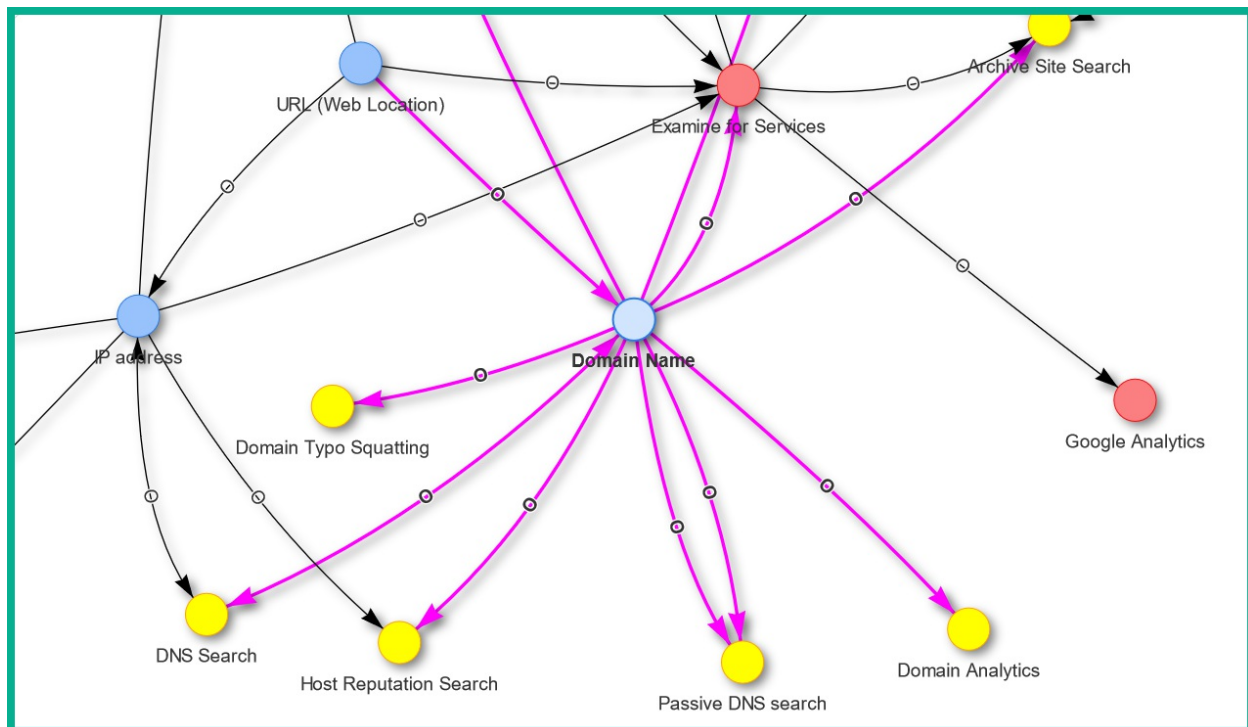 Archive Site Search
URL (Web Location)
Examine for Services
IP address
Domain Name
Domain Typo Squatting
Google Analytics
DNS Search
Host Reputation Search
Domain Analytics
Passive DNS search